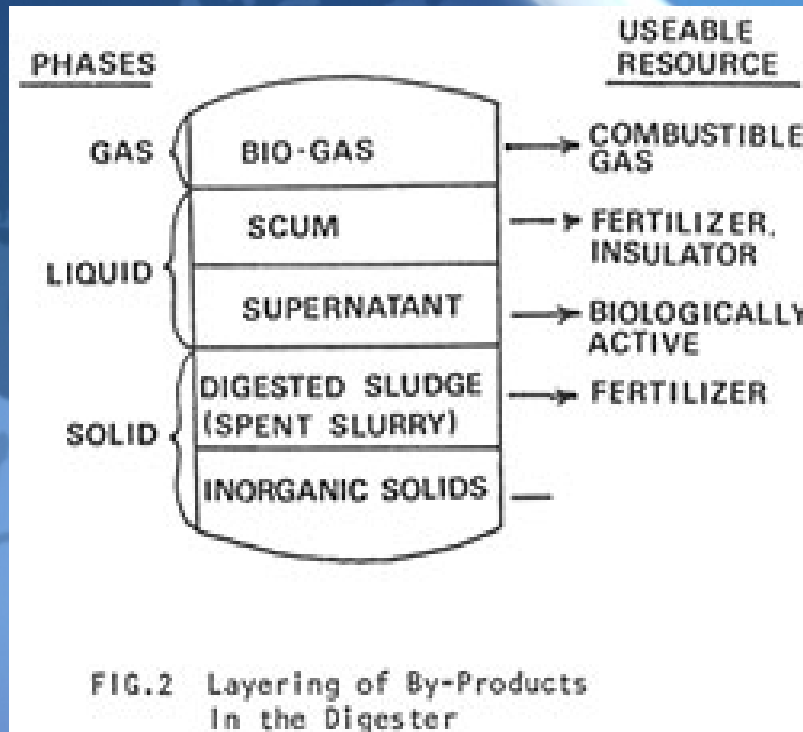 PHASES
USEABLE
RESOURCE
GAS
BIO-GAS
COMBUSTIBLE
GAS
LIQUID
SCUM
FERTILIZER,
INSULATOR
SUPERNATANT
BIOLOGICALLY
ACTIVE
SOLID
DIGESTED SLUDGE
(SPENT SLURRY)
FERTILIZER
INORGANIC SOLIDS
FIG.2 Layering of By-Products
In the Digester